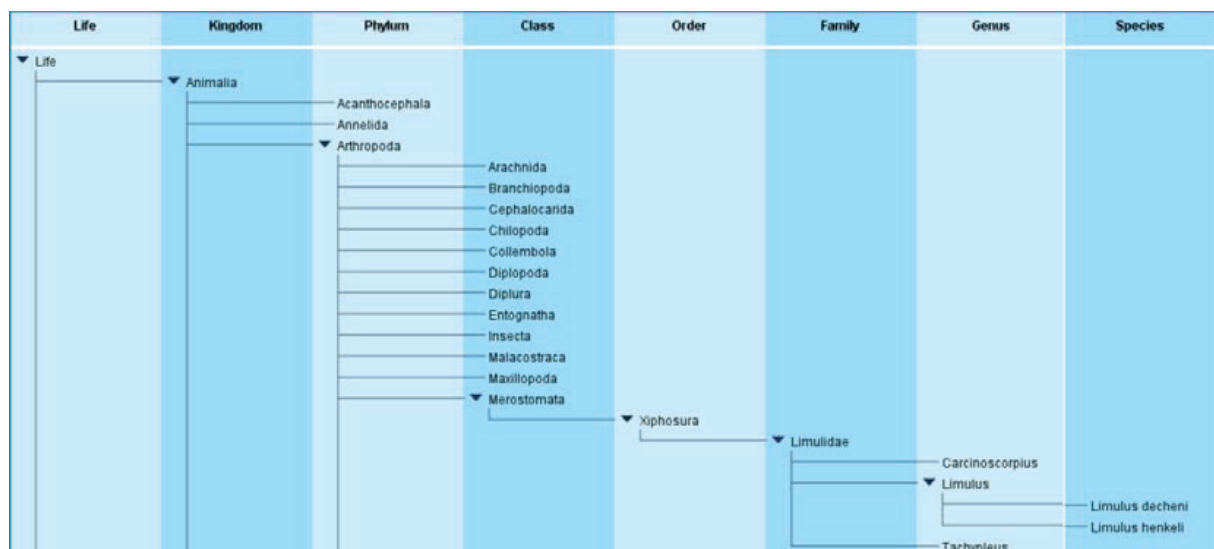 Life Kingdom Phylum Class Order Family Genus Species
Life
Animalia
Acanthocephala
Annelida
Arthropoda
Arachnida
Branchiopoda
Cephalocarida
Chilopoda
Collembola
Diplopoda
Diplura
Entognatha
Insecta
Malacostraca
Maxillopoda
Merostomata
Xiphosura
Limulidae
Carcinoscorpius
Limulus
Limulus decheni
Limulus henkeli
Tachypleus